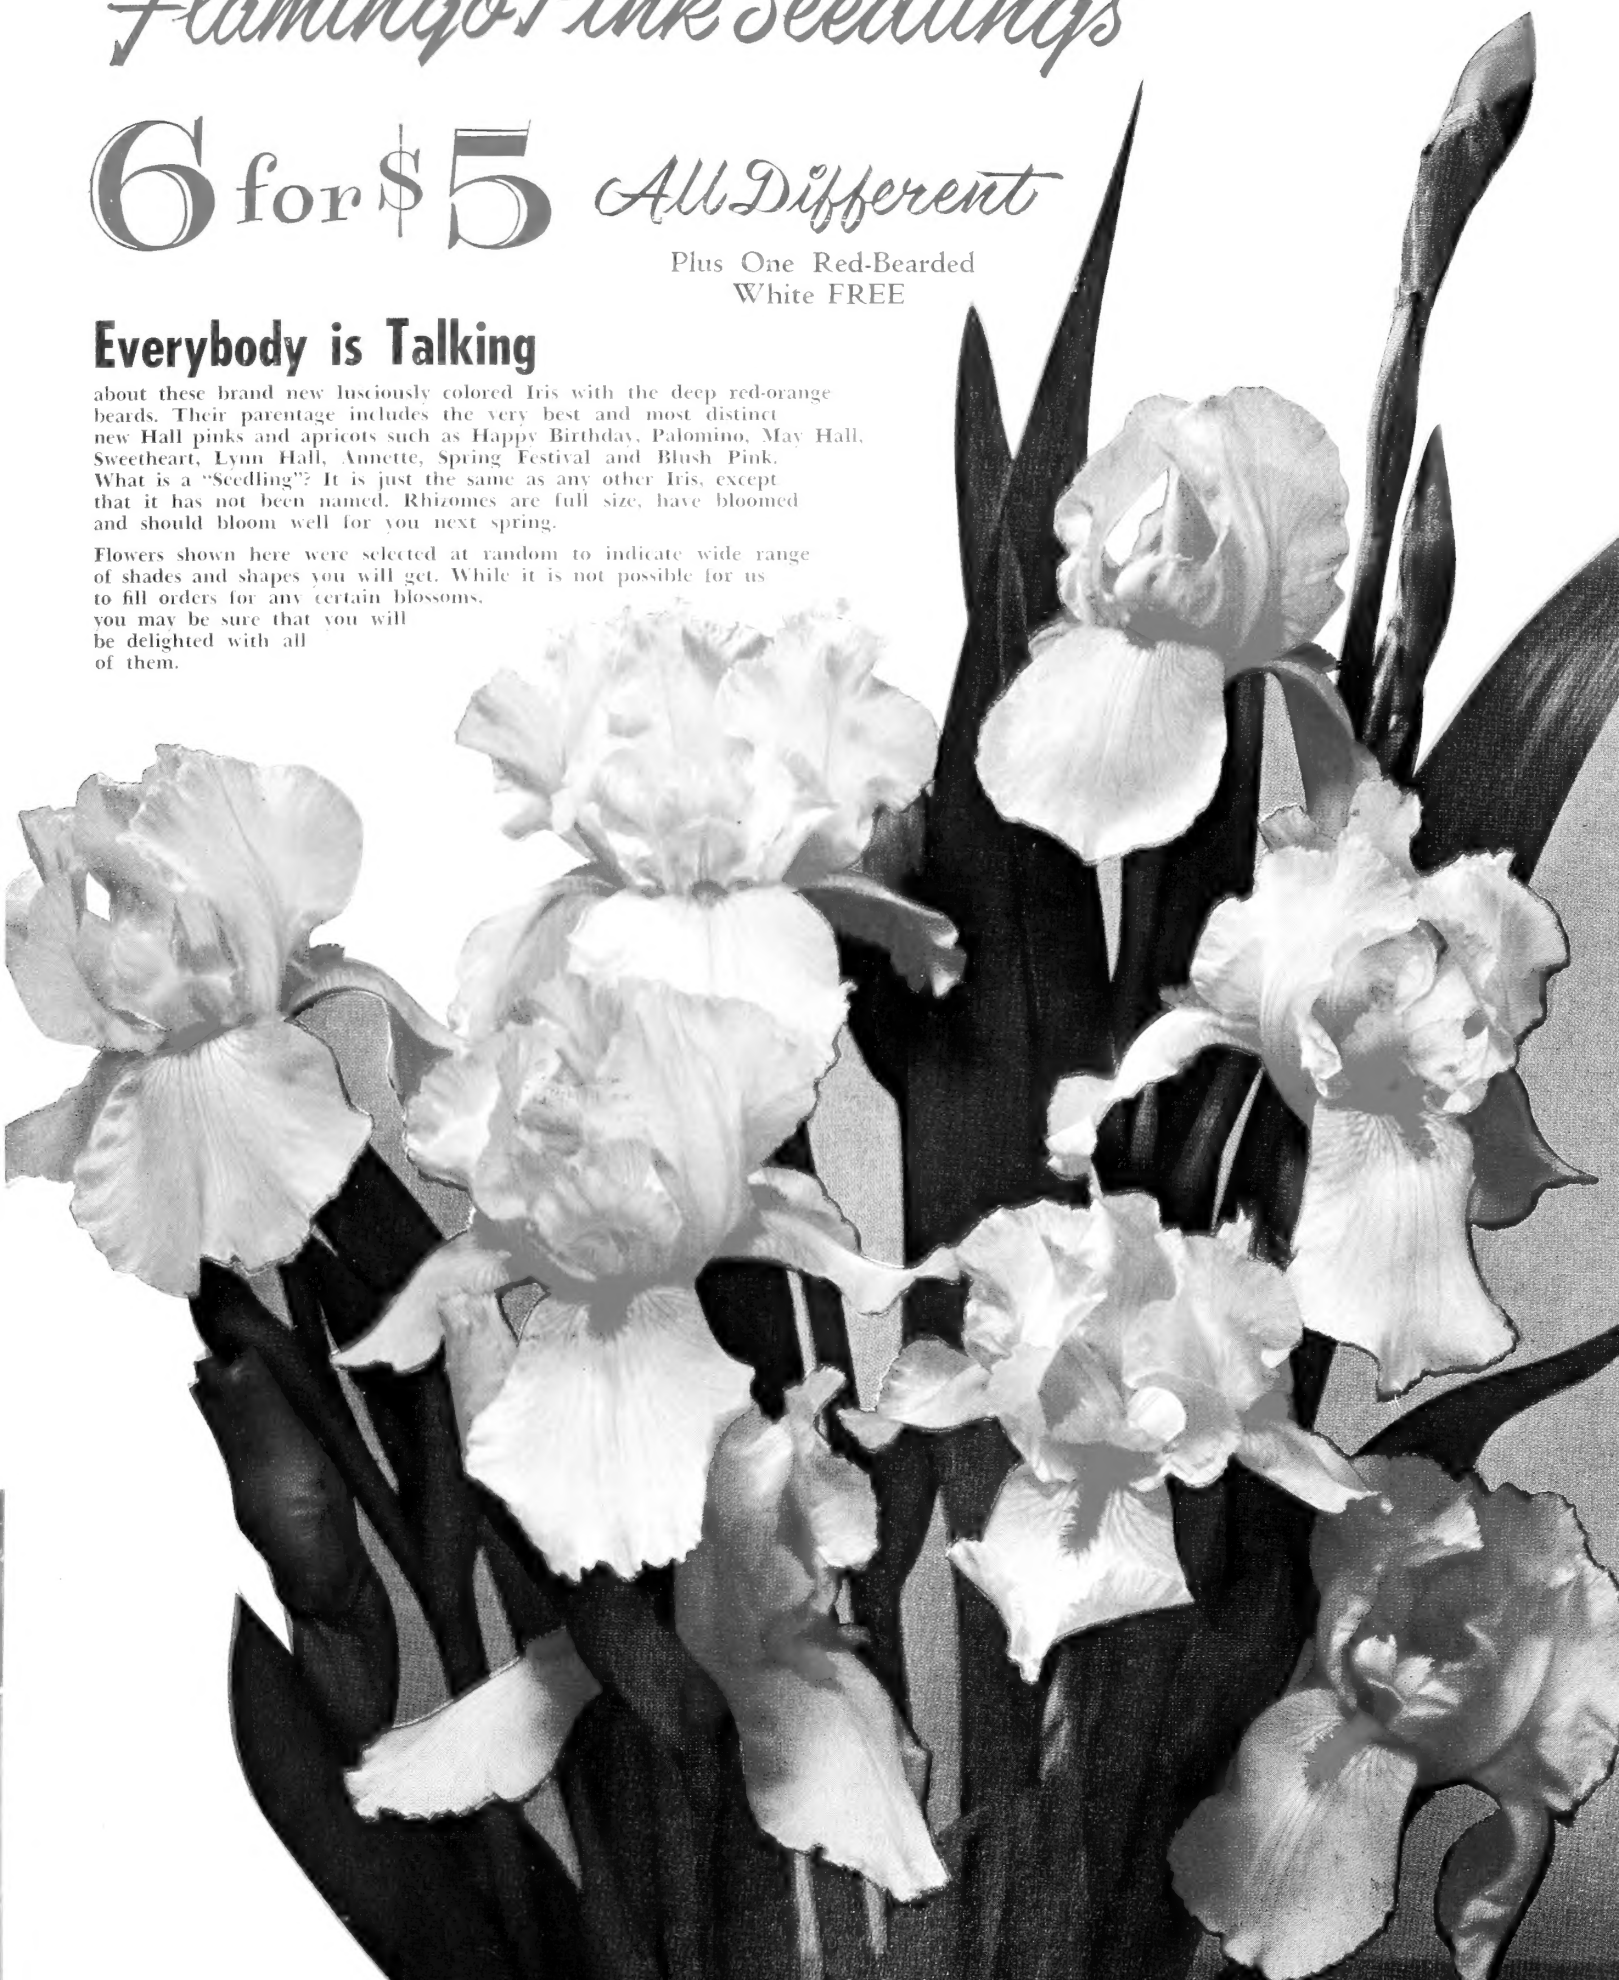 Flamingo Pink Seedlings
6 for $5 All Different
Plus One Red-Bearded
White FREE
Everybody is Talking
about these brand new lusciously colored Iris with the deep red-orange
beards. Their parentage includes the very best and most distinct
new Hall pinks and apricots such as Happy Birthday, Palomino, May Hall,
Sweetheart, Lynn Hall, Annette, Spring Festival and Blush Pink.
What is a "Seedling"? It is just the same as any other Iris, except
that it has not been named. Rhizomes are full size, have bloomed
and should bloom well for you next spring.
Flowers shown here were selected at random to indicate wide range
of shades and shapes you will get. While it is not possible for us
to fill orders for any certain blossoms,
you may be sure that you will
be delighted with all
of them.